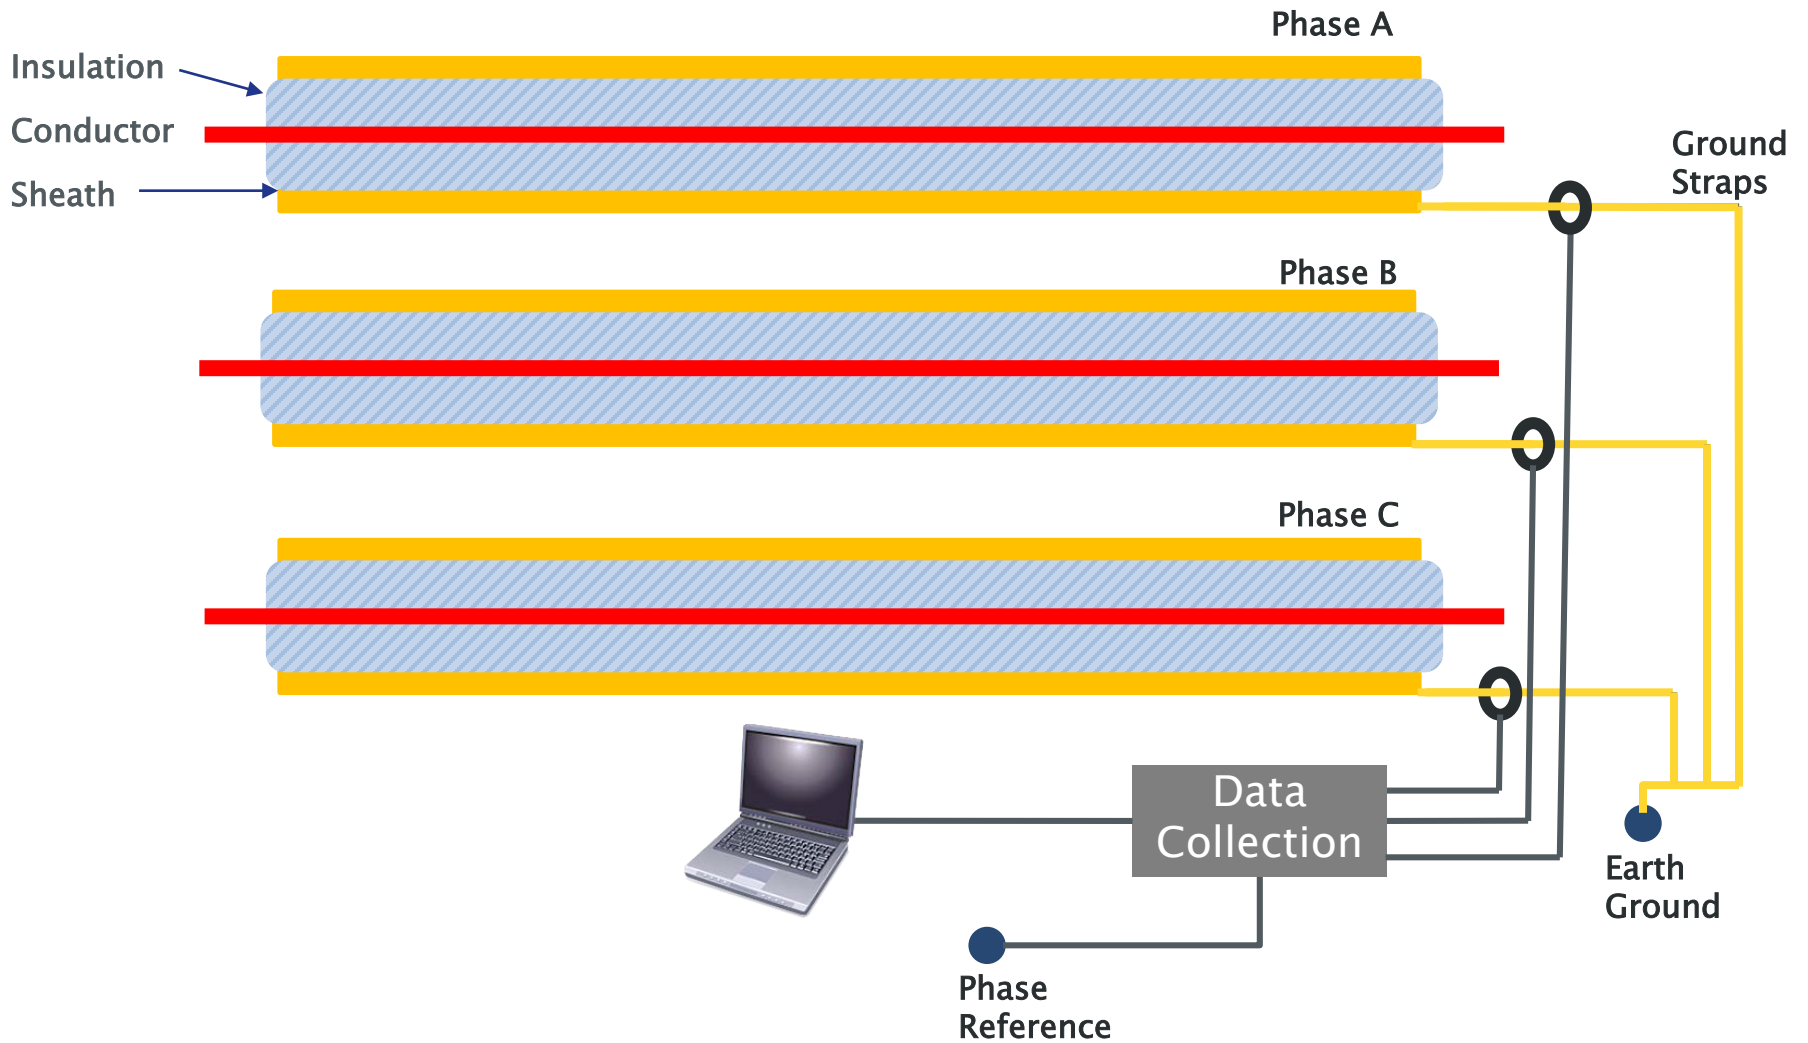 Phase A
Insulation
Conductor
Sheath
Ground
Straps
Phase B
Phase C
Data
Collection
Earth
Ground
Phase
Reference